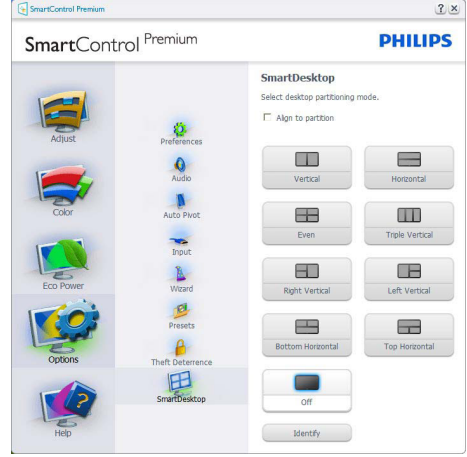 SmartControl Premium
SmartControl Premium
PHILIPS
Adjust
Color
Eco Power
Options
Help
Preferences
Audio
Auto Pivot
Input
Wizard
Presets
Theft Deterrence
SmartDesktop
SmartDesktop
Select desktop partitioning mode.
Align to partition
Vertical
Horizontal
Even
Triple Vertical
Right Vertical
Left Vertical
Bottom Horizontal
Top Horizontal
Off
Identify